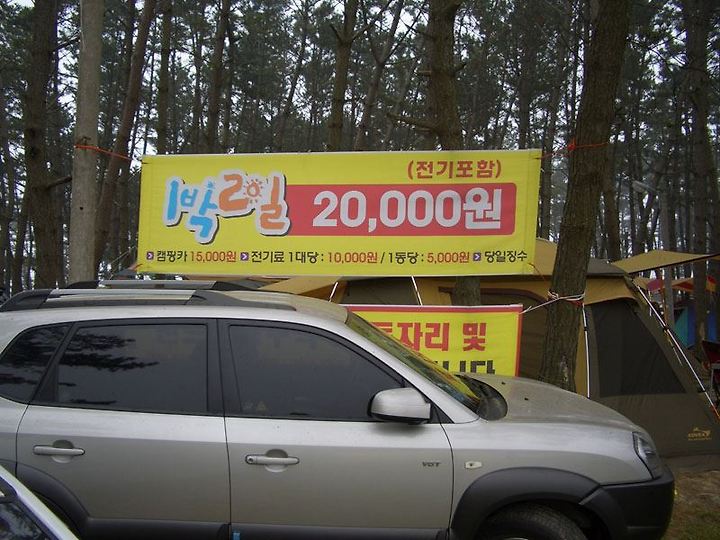 (전기포함)
1박2일 20,000원
캠핑카 15,000원 전기료 1대당 : 10,000원 / 1동당 : 5,000원 당일징수
자리 및
VGT
KOVEA